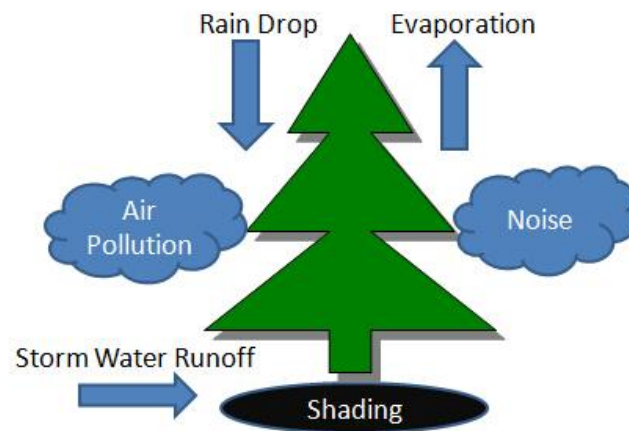 Rain Drop
Evaporation
Air
Pollution
Noise
Storm Water Runoff
Shading